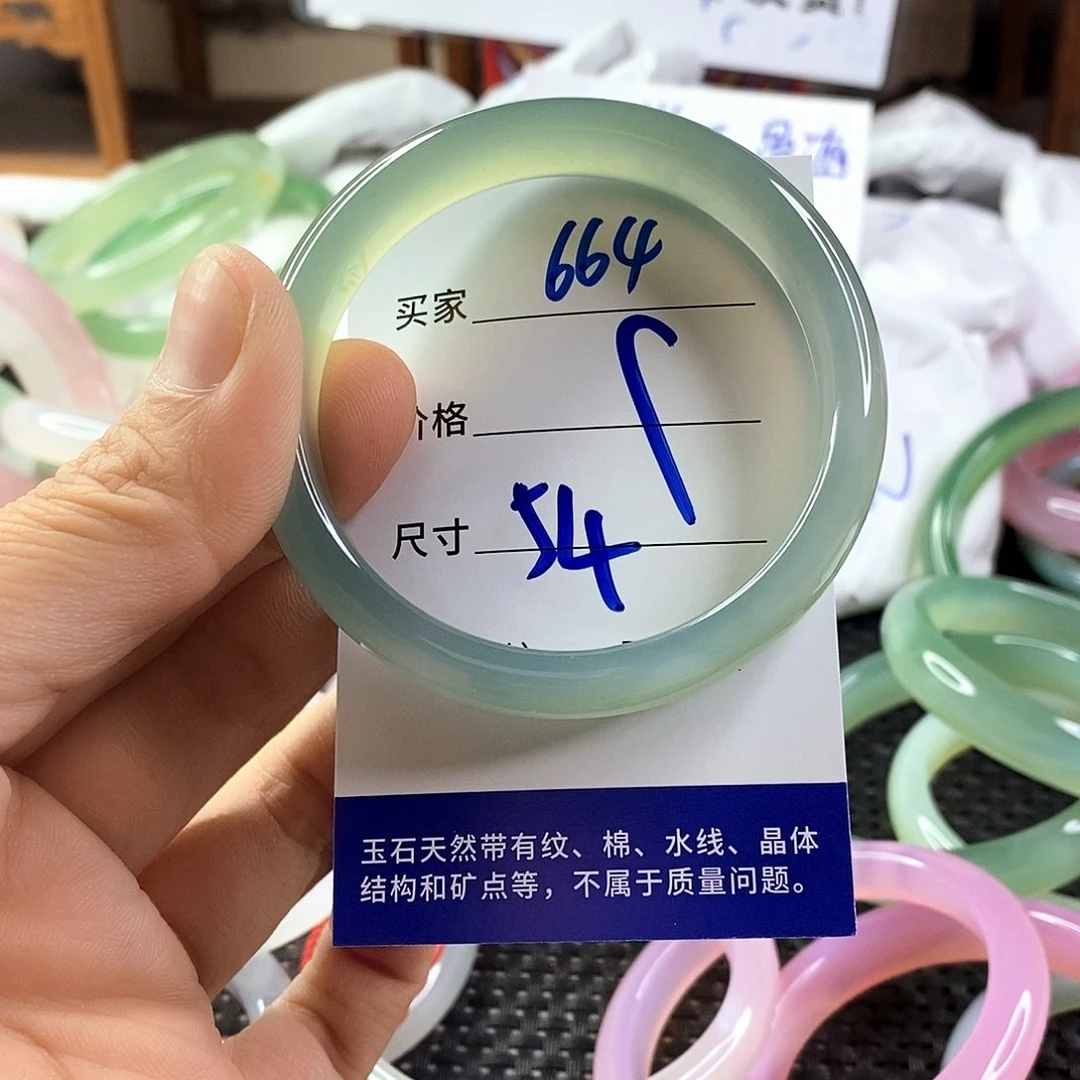 买家 664
价格
尺寸 54
玉石天然带有纹、棉、水线、晶体
结构和矿点等，不属于质量问题。